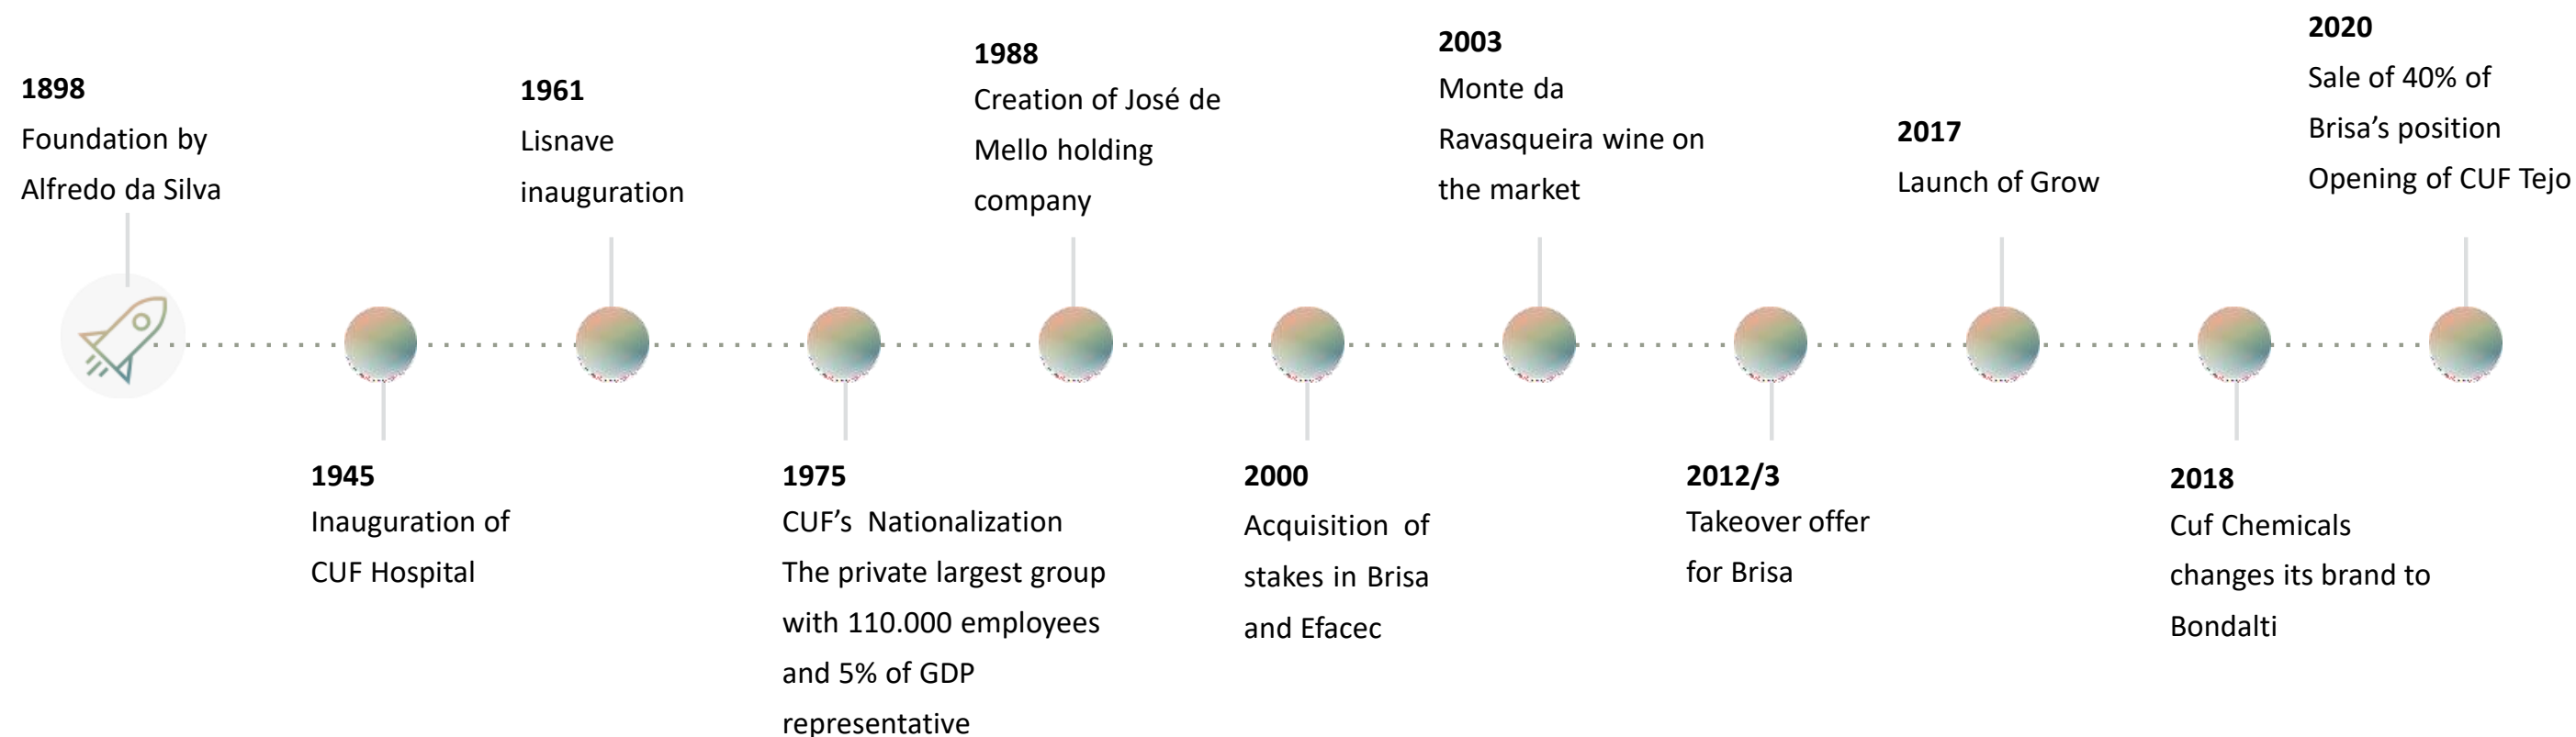 1898
Foundation by
Alfredo da Silva
1945
Inauguration of
CUF Hospital
1961
Lisnave
inauguration
1975
CUF’s  Nationalization
The private largest group
with 110.000 employees
and 5% of GDP
representative
1988
Creation of José de
Mello holding
company
2000
Acquisition  of
stakes in Brisa
and Efacec
2003
Monte da
Ravasqueira wine on
the market
2012/3
Takeover offer
for Brisa
2017
Launch of Grow
2018
Cuf Chemicals
changes its brand to
Bondalti
2020
Sale of 40% of
Brisa’s position
Opening of CUF Tejo